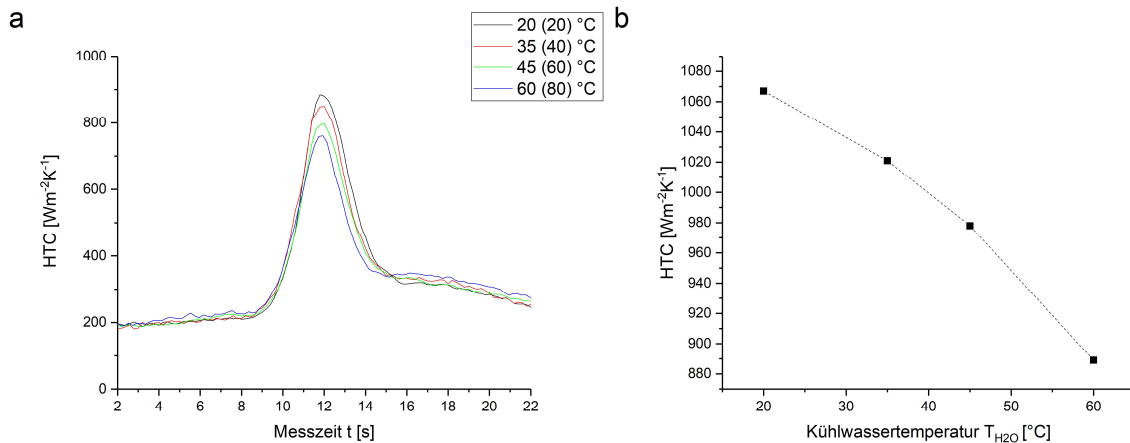 a
20 (20) °C
35 (40) °C
45 (60) °C
60 (80) °C
1000
800
600
400
200
0
HTC [Wm⁻²K⁻¹]
2 4 6 8 10 12 14 16 18 20 22
Messzeit t [s]
b
1080
1060
1040
1020
1000
980
960
940
920
900
880
HTC [Wm⁻²K⁻¹]
20 30 40 50 60
Kühlwassertemperatur T_H2O [°C]